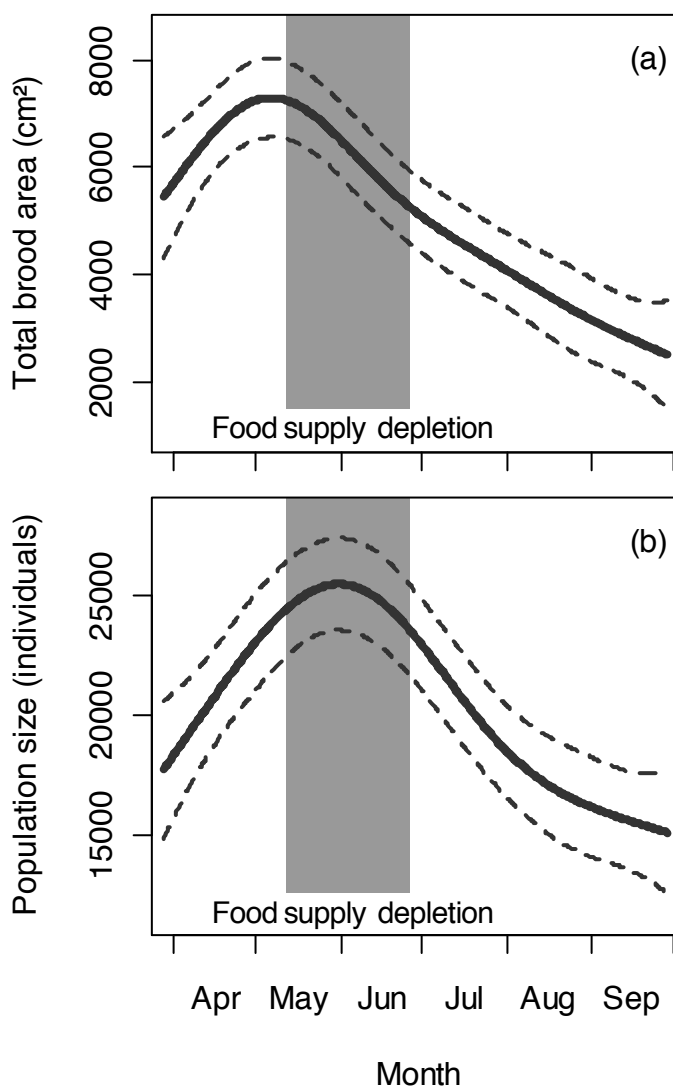 (a)
Total brood area (cm²)
8000
6000
4000
2000
Food supply depletion
(b)
Population size (individuals)
25000
20000
15000
Food supply depletion
Apr May Jun Jul Aug Sep
Month